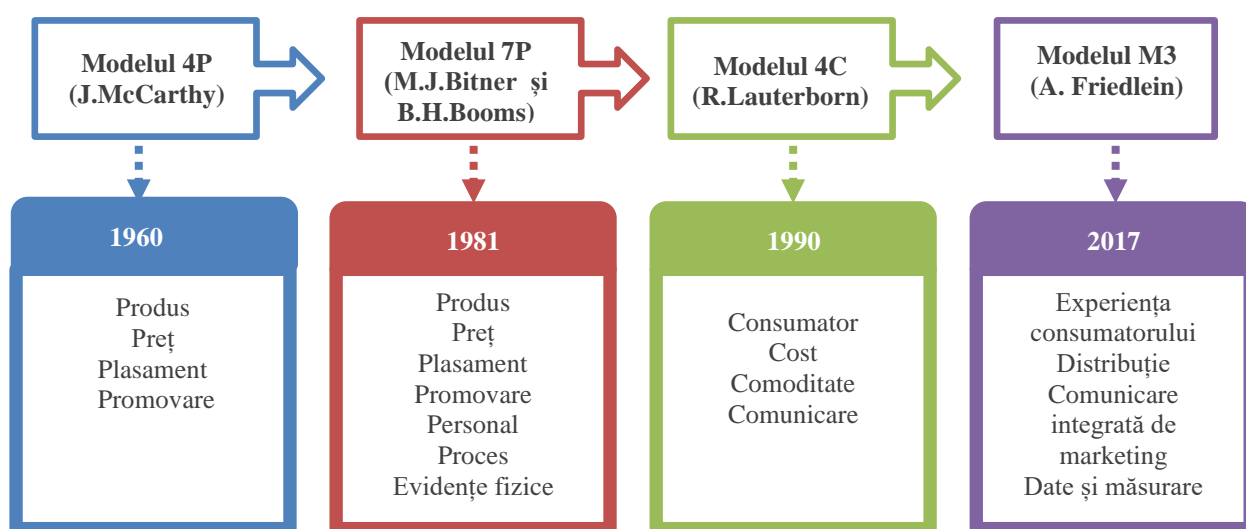 Modelul 4P
(J.McCarthy)
Modelul 7P
(M.J.Bitner și
B.H.Booms)
Modelul 4C
(R.Lauterborn)
Modelul M3
(A. Friedlein)
1960
Produs
Preț
Plasament
Promovare
1981
Produs
Preț
Plasament
Promovare
Personal
Proces
Evidențe fizice
1990
Consumator
Cost
Comoditate
Comunicare
2017
Experiența
consumatorului
Distribuție
Comunicare
integrată de
marketing
Date și măsurare